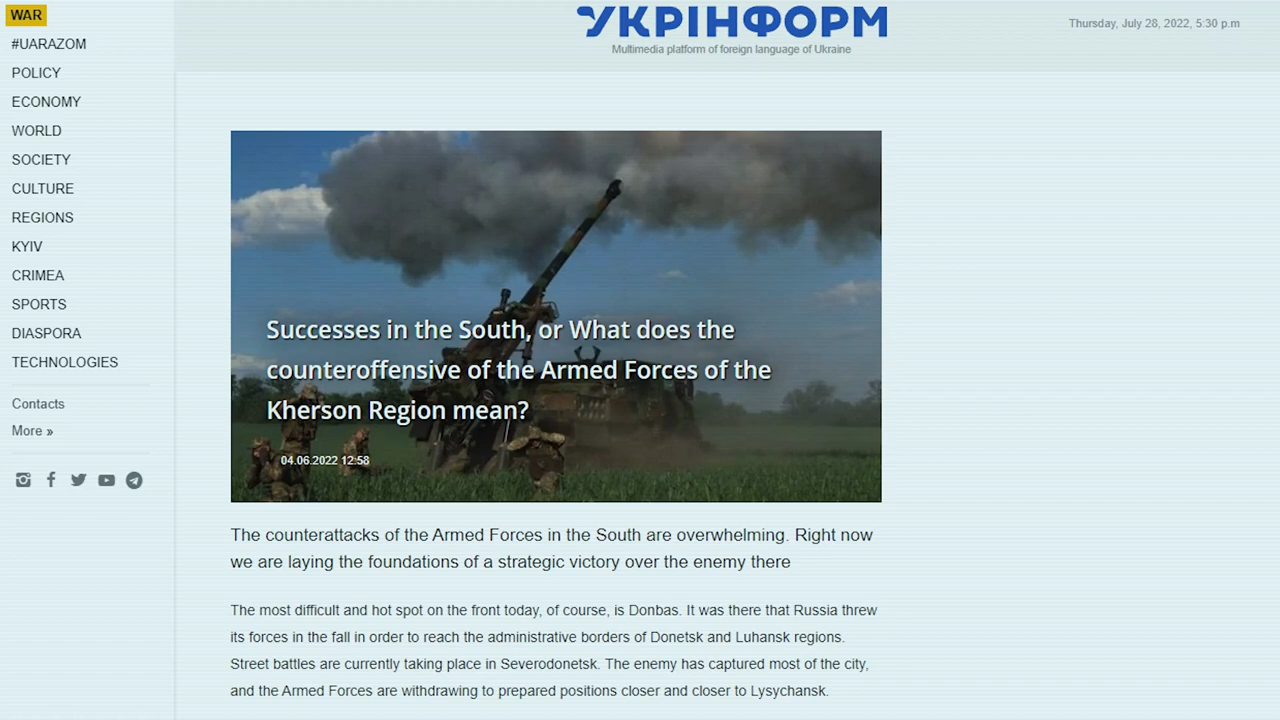 WAR
#UARAZOM
POLICY
ECONOMY
WORLD
SOCIETY
CULTURE
REGIONS
KYIV
CRIMEA
SPORTS
DIASPORA
TECHNOLOGIES
Contacts
More »
УКРІНФОРМ
Multimedia platform of foreign language of Ukraine
Thursday, July 28, 2022, 5:30 p.m
Successes in the South, or What does the
counteroffensive of the Armed Forces of the
Kherson Region mean?
04.06.2022 12:58
The counterattacks of the Armed Forces in the South are overwhelming. Right now
we are laying the foundations of a strategic victory over the enemy there
The most difficult and hot spot on the front today, of course, is Donbas. It was there that Russia threw
its forces in the fall in order to reach the administrative borders of Donetsk and Luhansk regions.
Street battles are currently taking place in Severodonetsk. The enemy has captured most of the city,
and the Armed Forces are withdrawing to prepared positions closer and closer to Lysychansk.